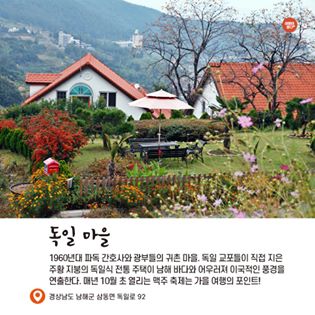 독일 마을
1960년대 파독 간호사와 광부들의 귀촌 마을. 독일 교포들이 직접 지은
주황 지붕의 독일식 전통 주택이 남해 바다와 어우러져 이국적인 풍경을
연출한다. 매년 10월 초 열리는 맥주 축제는 가을 여행의 포인트!
경상남도 남해군 삼동면 독일로 92